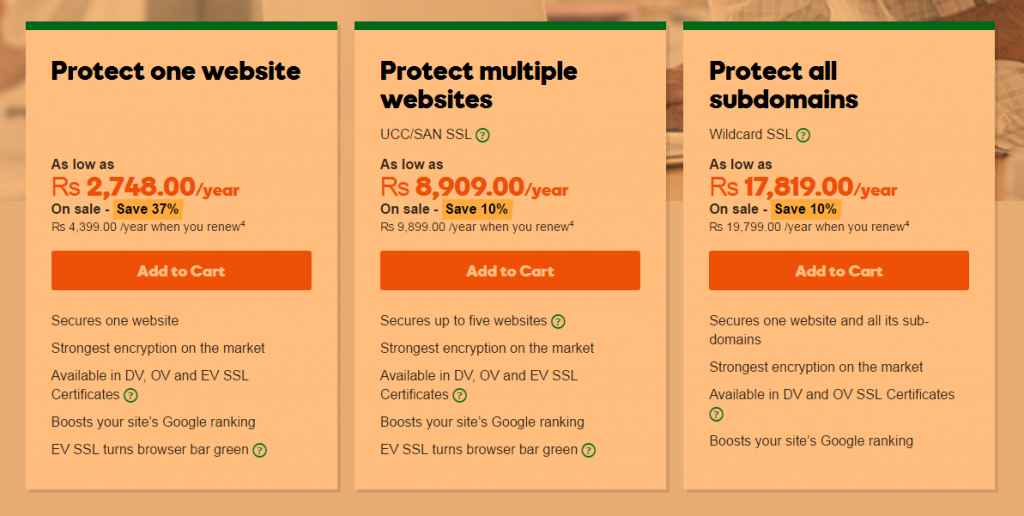 Protect one website
As low as
Rs 2,748.00/year
On sale - Save 37%
Rs 4,399.00 /year when you renew⁴
Add to Cart
Secures one website
Strongest encryption on the market
Available in DV, OV and EV SSL
Certificates ?
Boosts your site's Google ranking
EV SSL turns browser bar green ?
Protect multiple
websites
UCC/SAN SSL ?
As low as
Rs 8,909.00/year
On sale - Save 10%
Rs 9,899.00 /year when you renew⁴
Add to Cart
Secures up to five websites ?
Strongest encryption on the market
Available in DV, OV and EV SSL
Certificates ?
Boosts your site's Google ranking
EV SSL turns browser bar green ?
Protect all
subdomains
Wildcard SSL ?
As low as
Rs 17,819.00/year
On sale - Save 10%
Rs 19,799.00 /year when you renew⁴
Add to Cart
Secures one website and all its sub-
domains
Strongest encryption on the market
Available in DV and OV SSL Certificates
?
Boosts your site's Google ranking